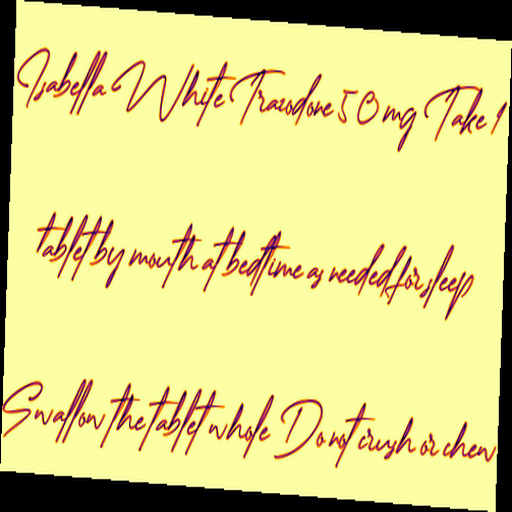 Isabella White Trazodone 50 mg Take 1
tablet by mouth at bedtime as needed for sleep
Swallow the tablet whole Do not crush or chew